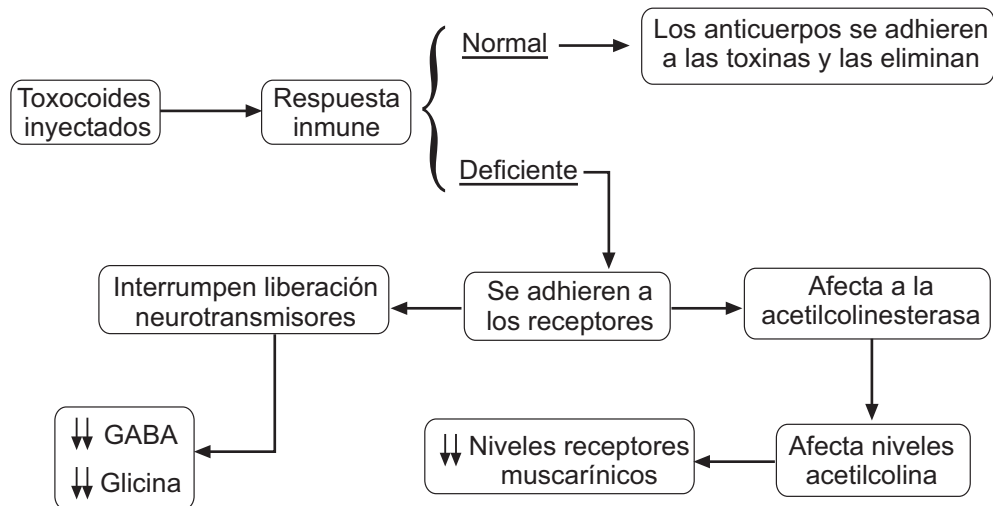 Toxocoides
inyectados
Respuesta
inmune
Normal
Los anticuerpos se adhieren
a las toxinas y las eliminan
Deficiente
Interrumpen liberación
neurotransmisores
Se adhieren a
los receptores
Afecta a la
acetilcolinesterasa
GABA
Glicina
Niveles receptores
muscarínicos
Afecta niveles
acetilcolina